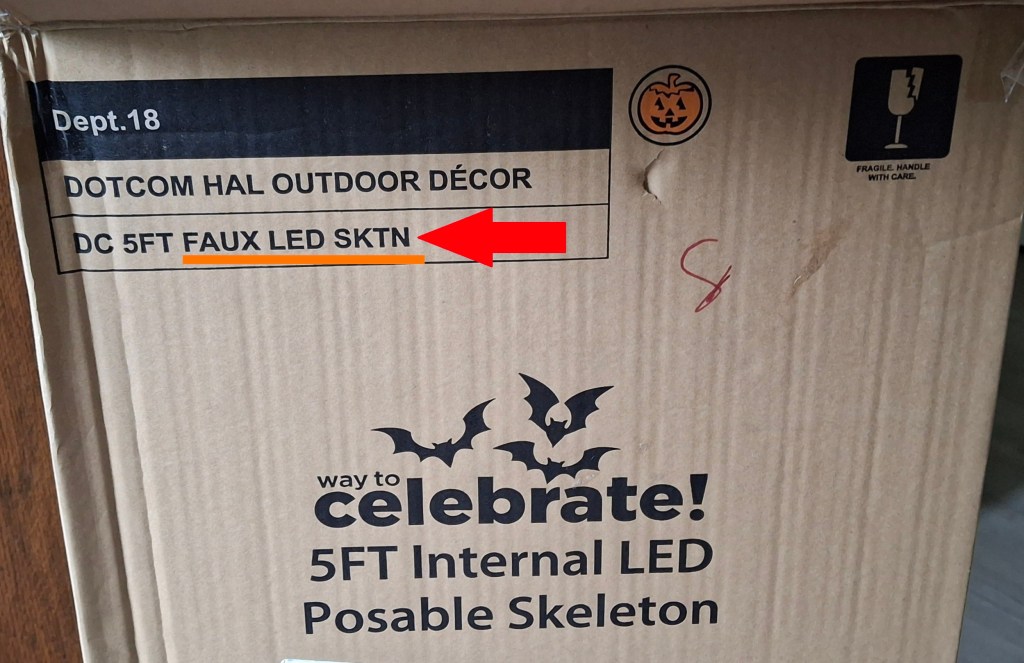 Dept.18
DOTCOM HAL OUTDOOR DÉCOR
DC 5FT FAUX LED SKTN
FRAGILE. HANDLE
WITH CARE.
8
way to
celebrate!
5FT Internal LED
Posable Skeleton